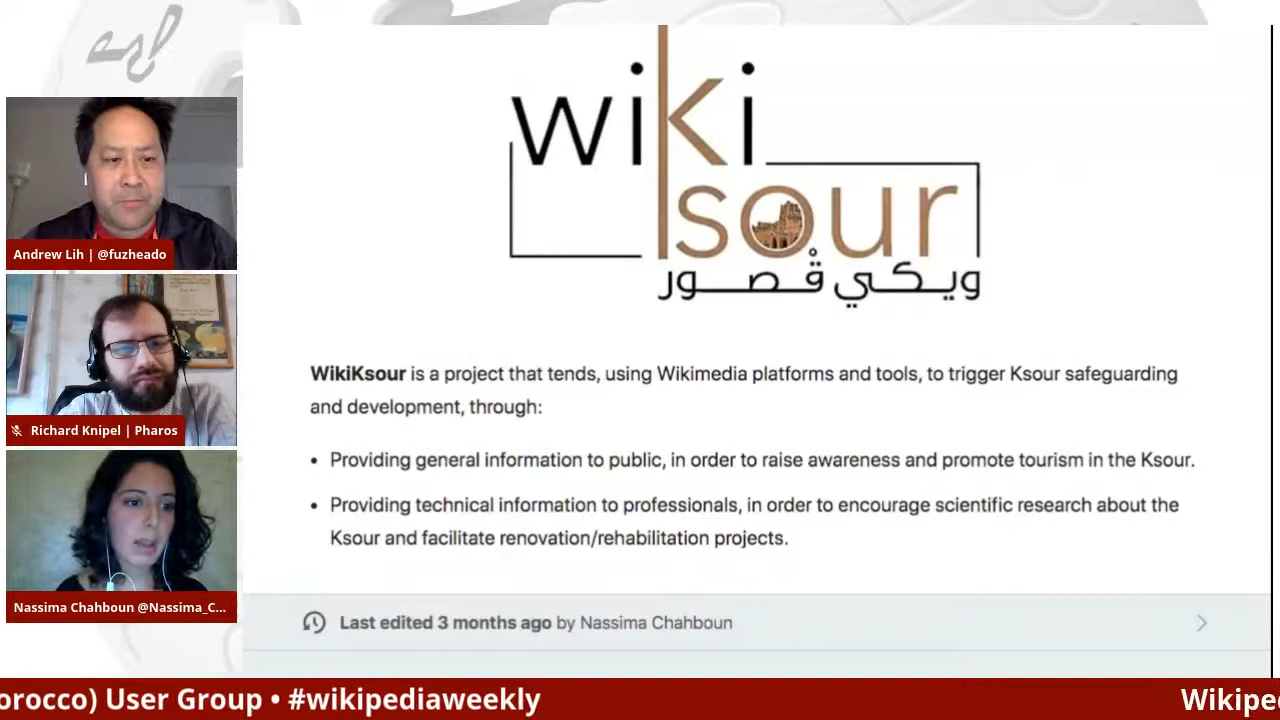 Andrew Lih | @fuzheado
Richard Knipel | Pharos
Nassima Chahboun @Nassima_C...
wiki
ksour
ويكي قْصور
WikiKsour is a project that tends, using Wikimedia platforms and tools, to trigger Ksour safeguarding
and development, through:
• Providing general information to public, in order to raise awareness and promote tourism in the Ksour.
• Providing technical information to professionals, in order to encourage scientific research about the
Ksour and facilitate renovation/rehabilitation projects.
Last edited 3 months ago by Nassima Chahboun
orocco) User Group • #wikipediaweekly Wikipe